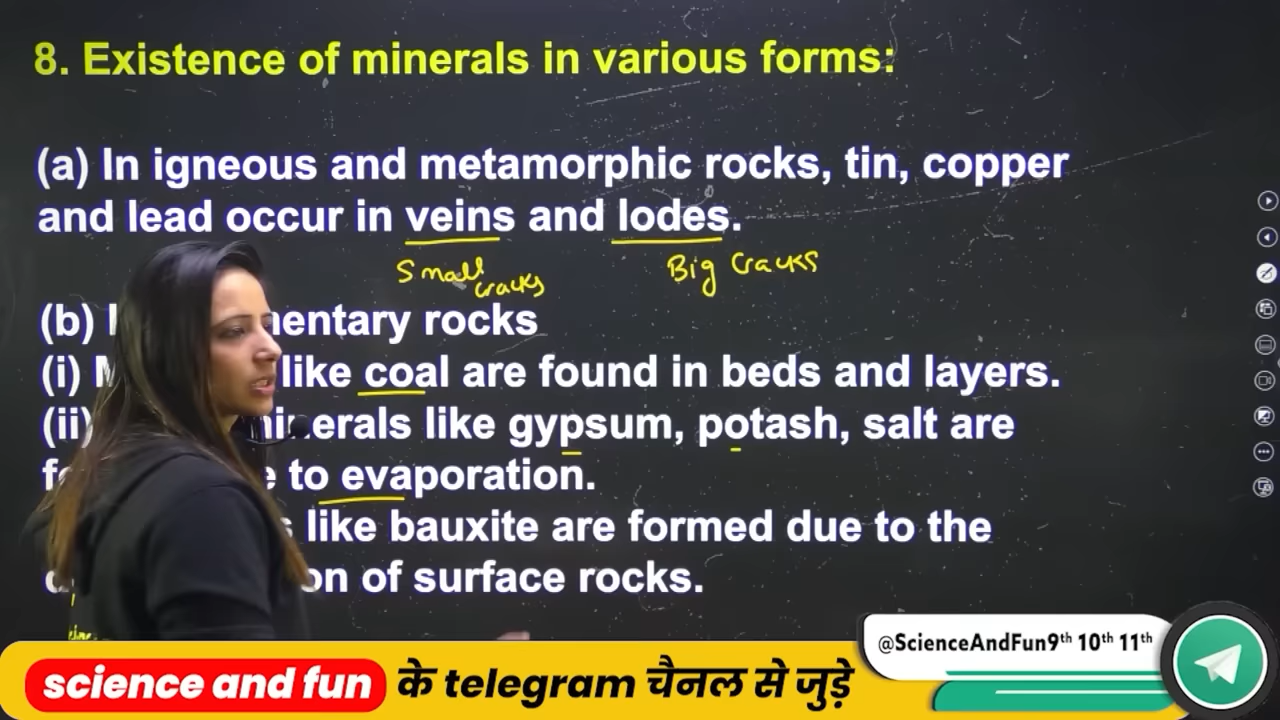 8. Existence of minerals in various forms:
(a) In igneous and metamorphic rocks, tin, copper
and lead occur in veins and lodes.
Small cracks
Big Cracks
(b) mentary rocks
(i) like coal are found in beds and layers.
(ii) minerals like gypsum, potash, salt are
to evaporation.
like bauxite are formed due to the
of surface rocks.
@ScienceAndFun9th 10th 11th
science and fun के telegram चैनल से जुड़े